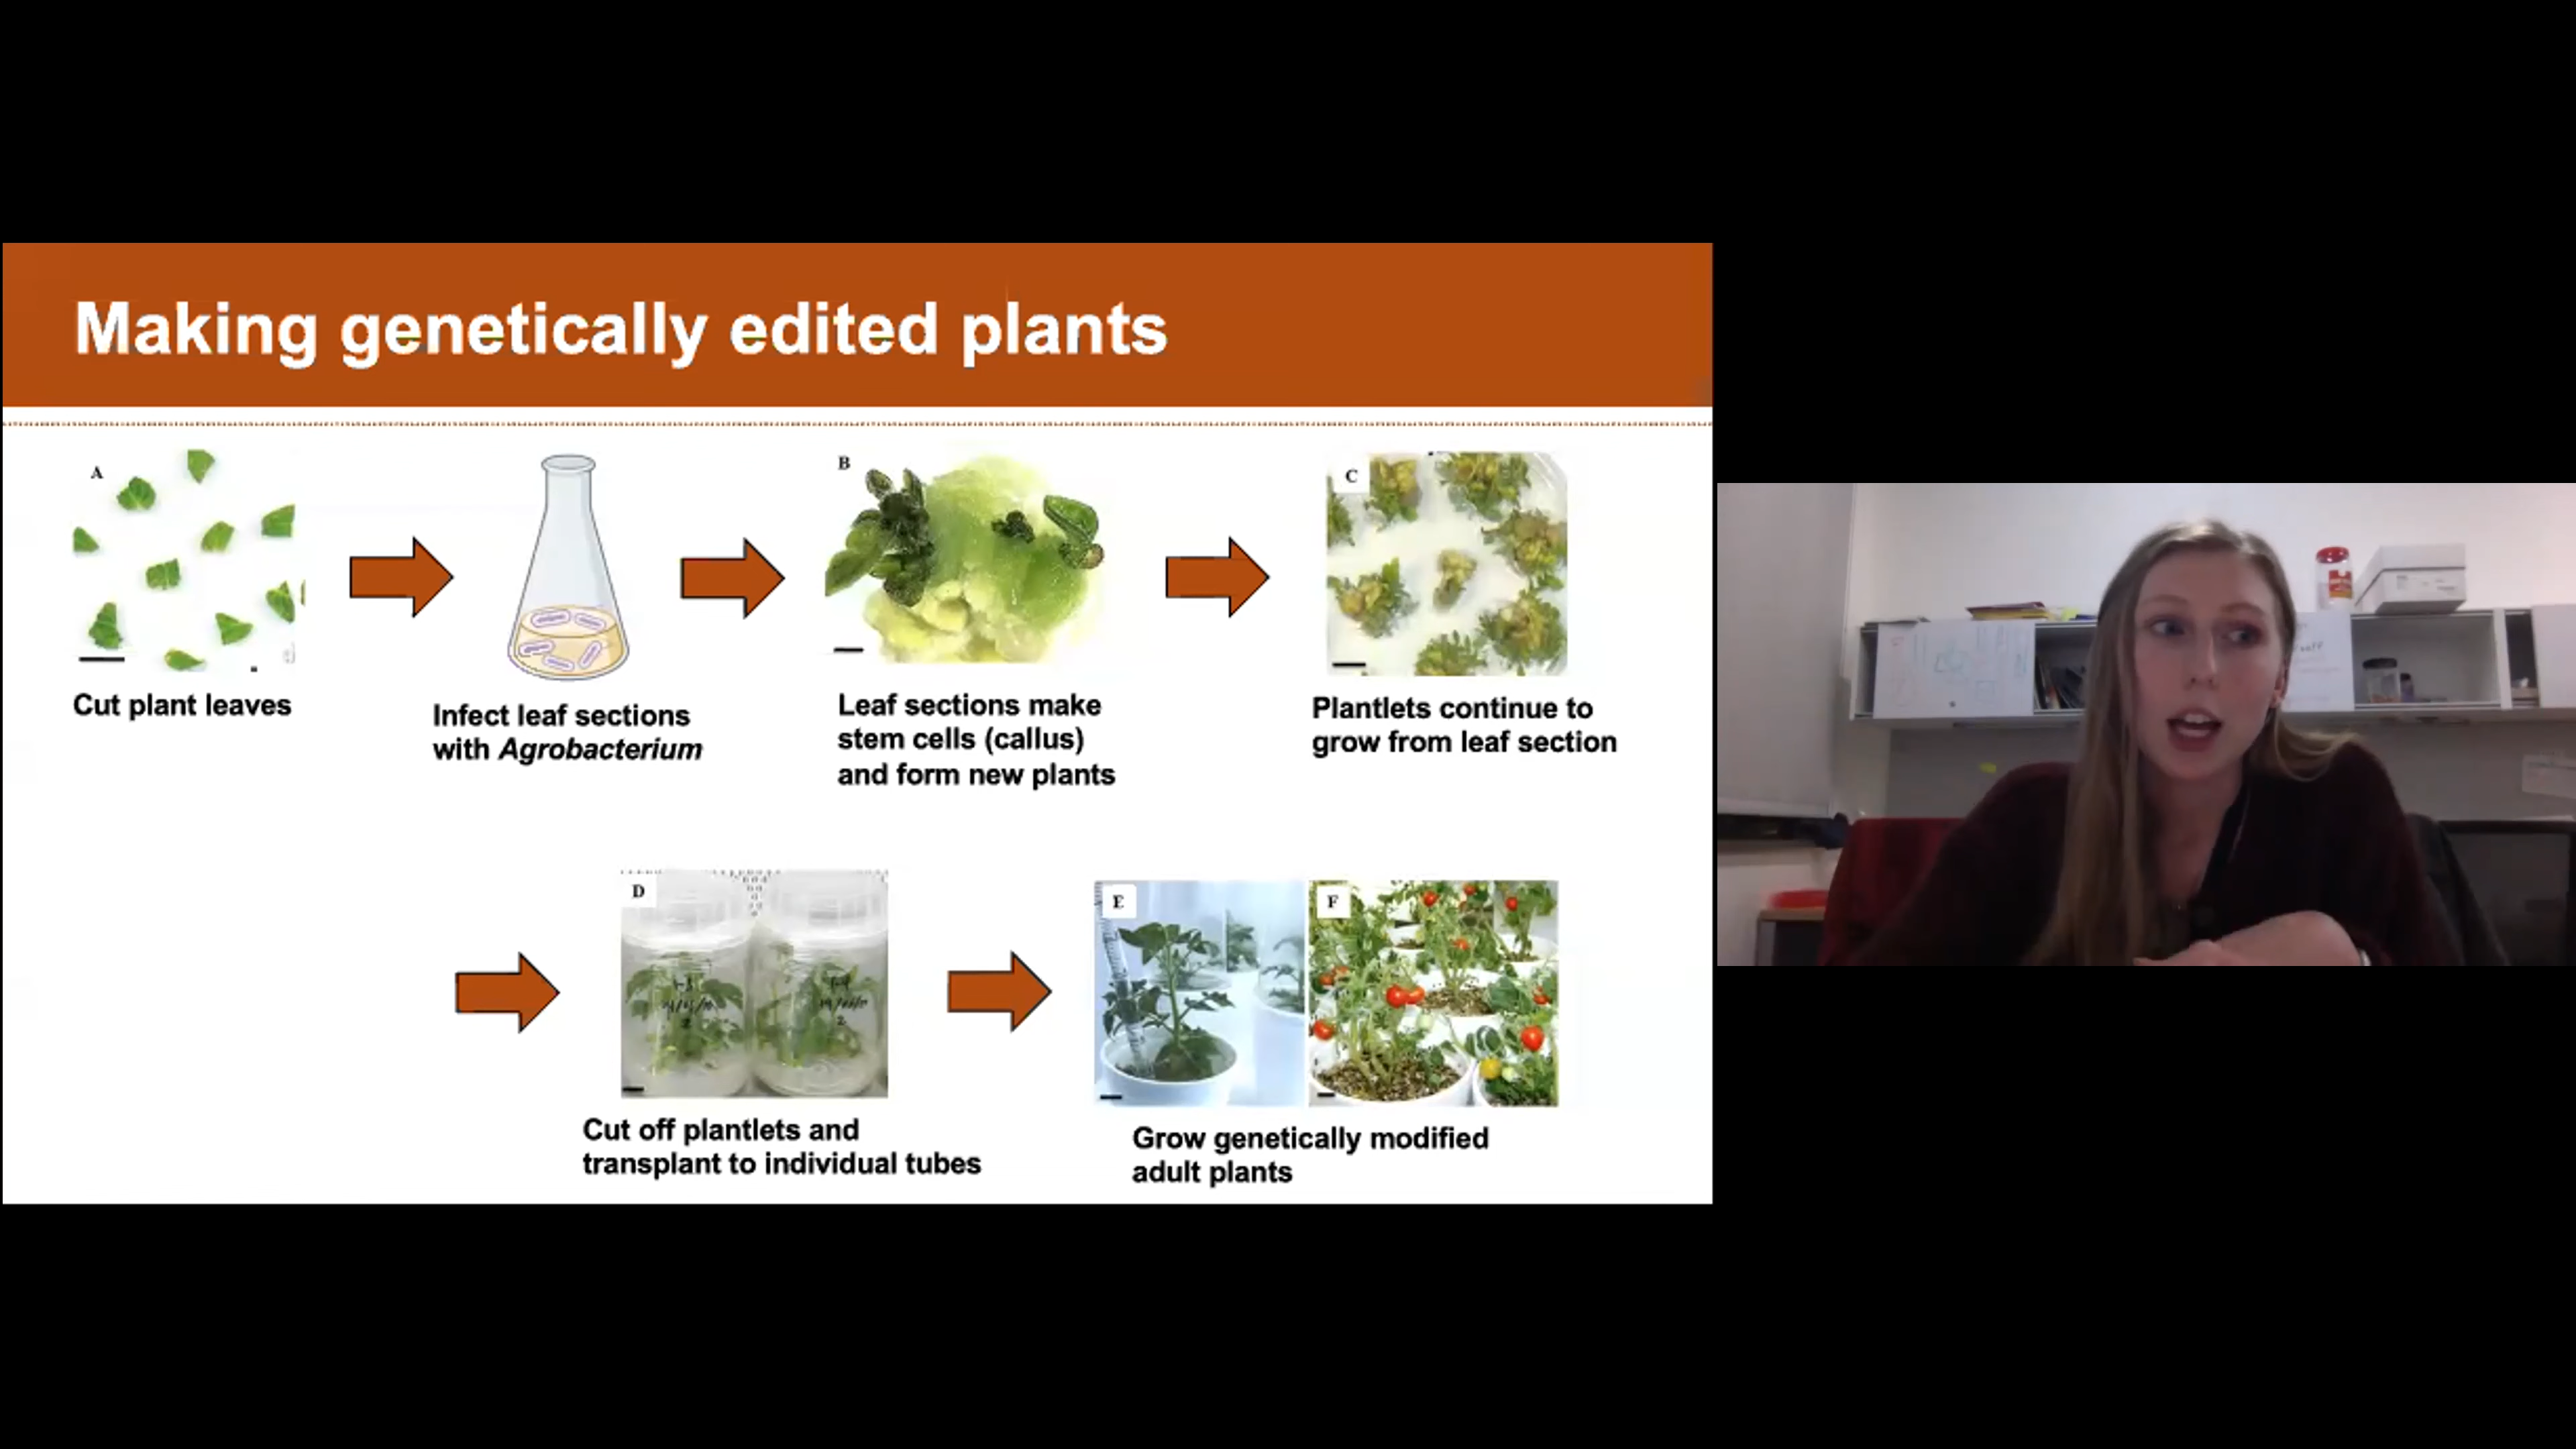 Making genetically edited plants
A
B
C
Cut plant leaves
Infect leaf sections
with Agrobacterium
Leaf sections make
stem cells (callus)
and form new plants
Plantlets continue to
grow from leaf section
D
E
F
Cut off plantlets and
transplant to individual tubes
Grow genetically modified
adult plants